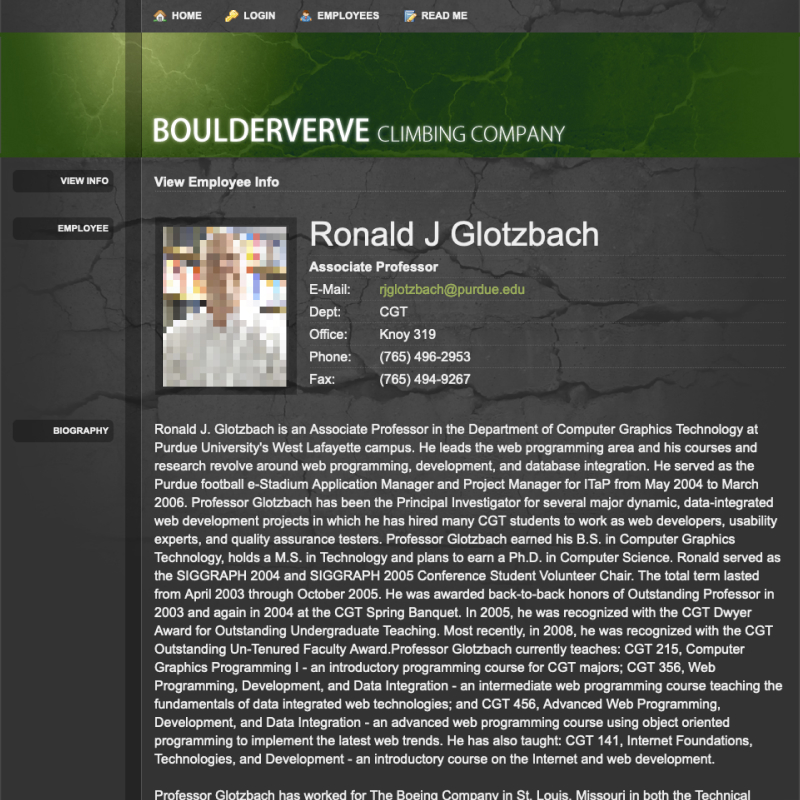 HOME LOGIN EMPLOYEES READ ME
BOULDERVERVE CLIMBING COMPANY
VIEW INFO
View Employee Info
EMPLOYEE
Ronald J Glotzbach
Associate Professor
E-Mail: rjglotzbach@purdue.edu
Dept: CGT
Office: Knoy 319
Phone: (765) 496-2953
Fax: (765) 494-9267
BIOGRAPHY
Ronald J. Glotzbach is an Associate Professor in the Department of Computer Graphics Technology at
Purdue University's West Lafayette campus. He leads the web programming area and his courses and
research revolve around web programming, development, and database integration. He served as the
Purdue football e-Stadium Application Manager and Project Manager for ITaP from May 2004 to March
2006. Professor Glotzbach has been the Principal Investigator for several major dynamic, data-integrated
web development projects in which he has hired many CGT students to work as web developers, usability
experts, and quality assurance testers. Professor Glotzbach earned his B.S. in Computer Graphics
Technology, holds a M.S. in Technology and plans to earn a Ph.D. in Computer Science. Ronald served as
the SIGGRAPH 2004 and SIGGRAPH 2005 Conference Student Volunteer Chair. The total term lasted
from April 2003 through October 2005. He was awarded back-to-back honors of Outstanding Professor in
2003 and again in 2004 at the CGT Spring Banquet. In 2005, he was recognized with the CGT Dwyer
Award for Outstanding Undergraduate Teaching. Most recently, in 2008, he was recognized with the CGT
Outstanding Un-Tenured Faculty Award.Professor Glotzbach currently teaches: CGT 215, Computer
Graphics Programming I - an introductory programming course for CGT majors; CGT 356, Web
Programming, Development, and Data Integration - an intermediate web programming course teaching the
fundamentals of data integrated web technologies; and CGT 456, Advanced Web Programming,
Development, and Data Integration - an advanced web programming course using object oriented
programming to implement the latest web trends. He has also taught: CGT 141, Internet Foundations,
Technologies, and Development - an introductory course on the Internet and web development.
Professor Glotzbach has worked for The Boeing Company in St. Louis, Missouri in both the Technical